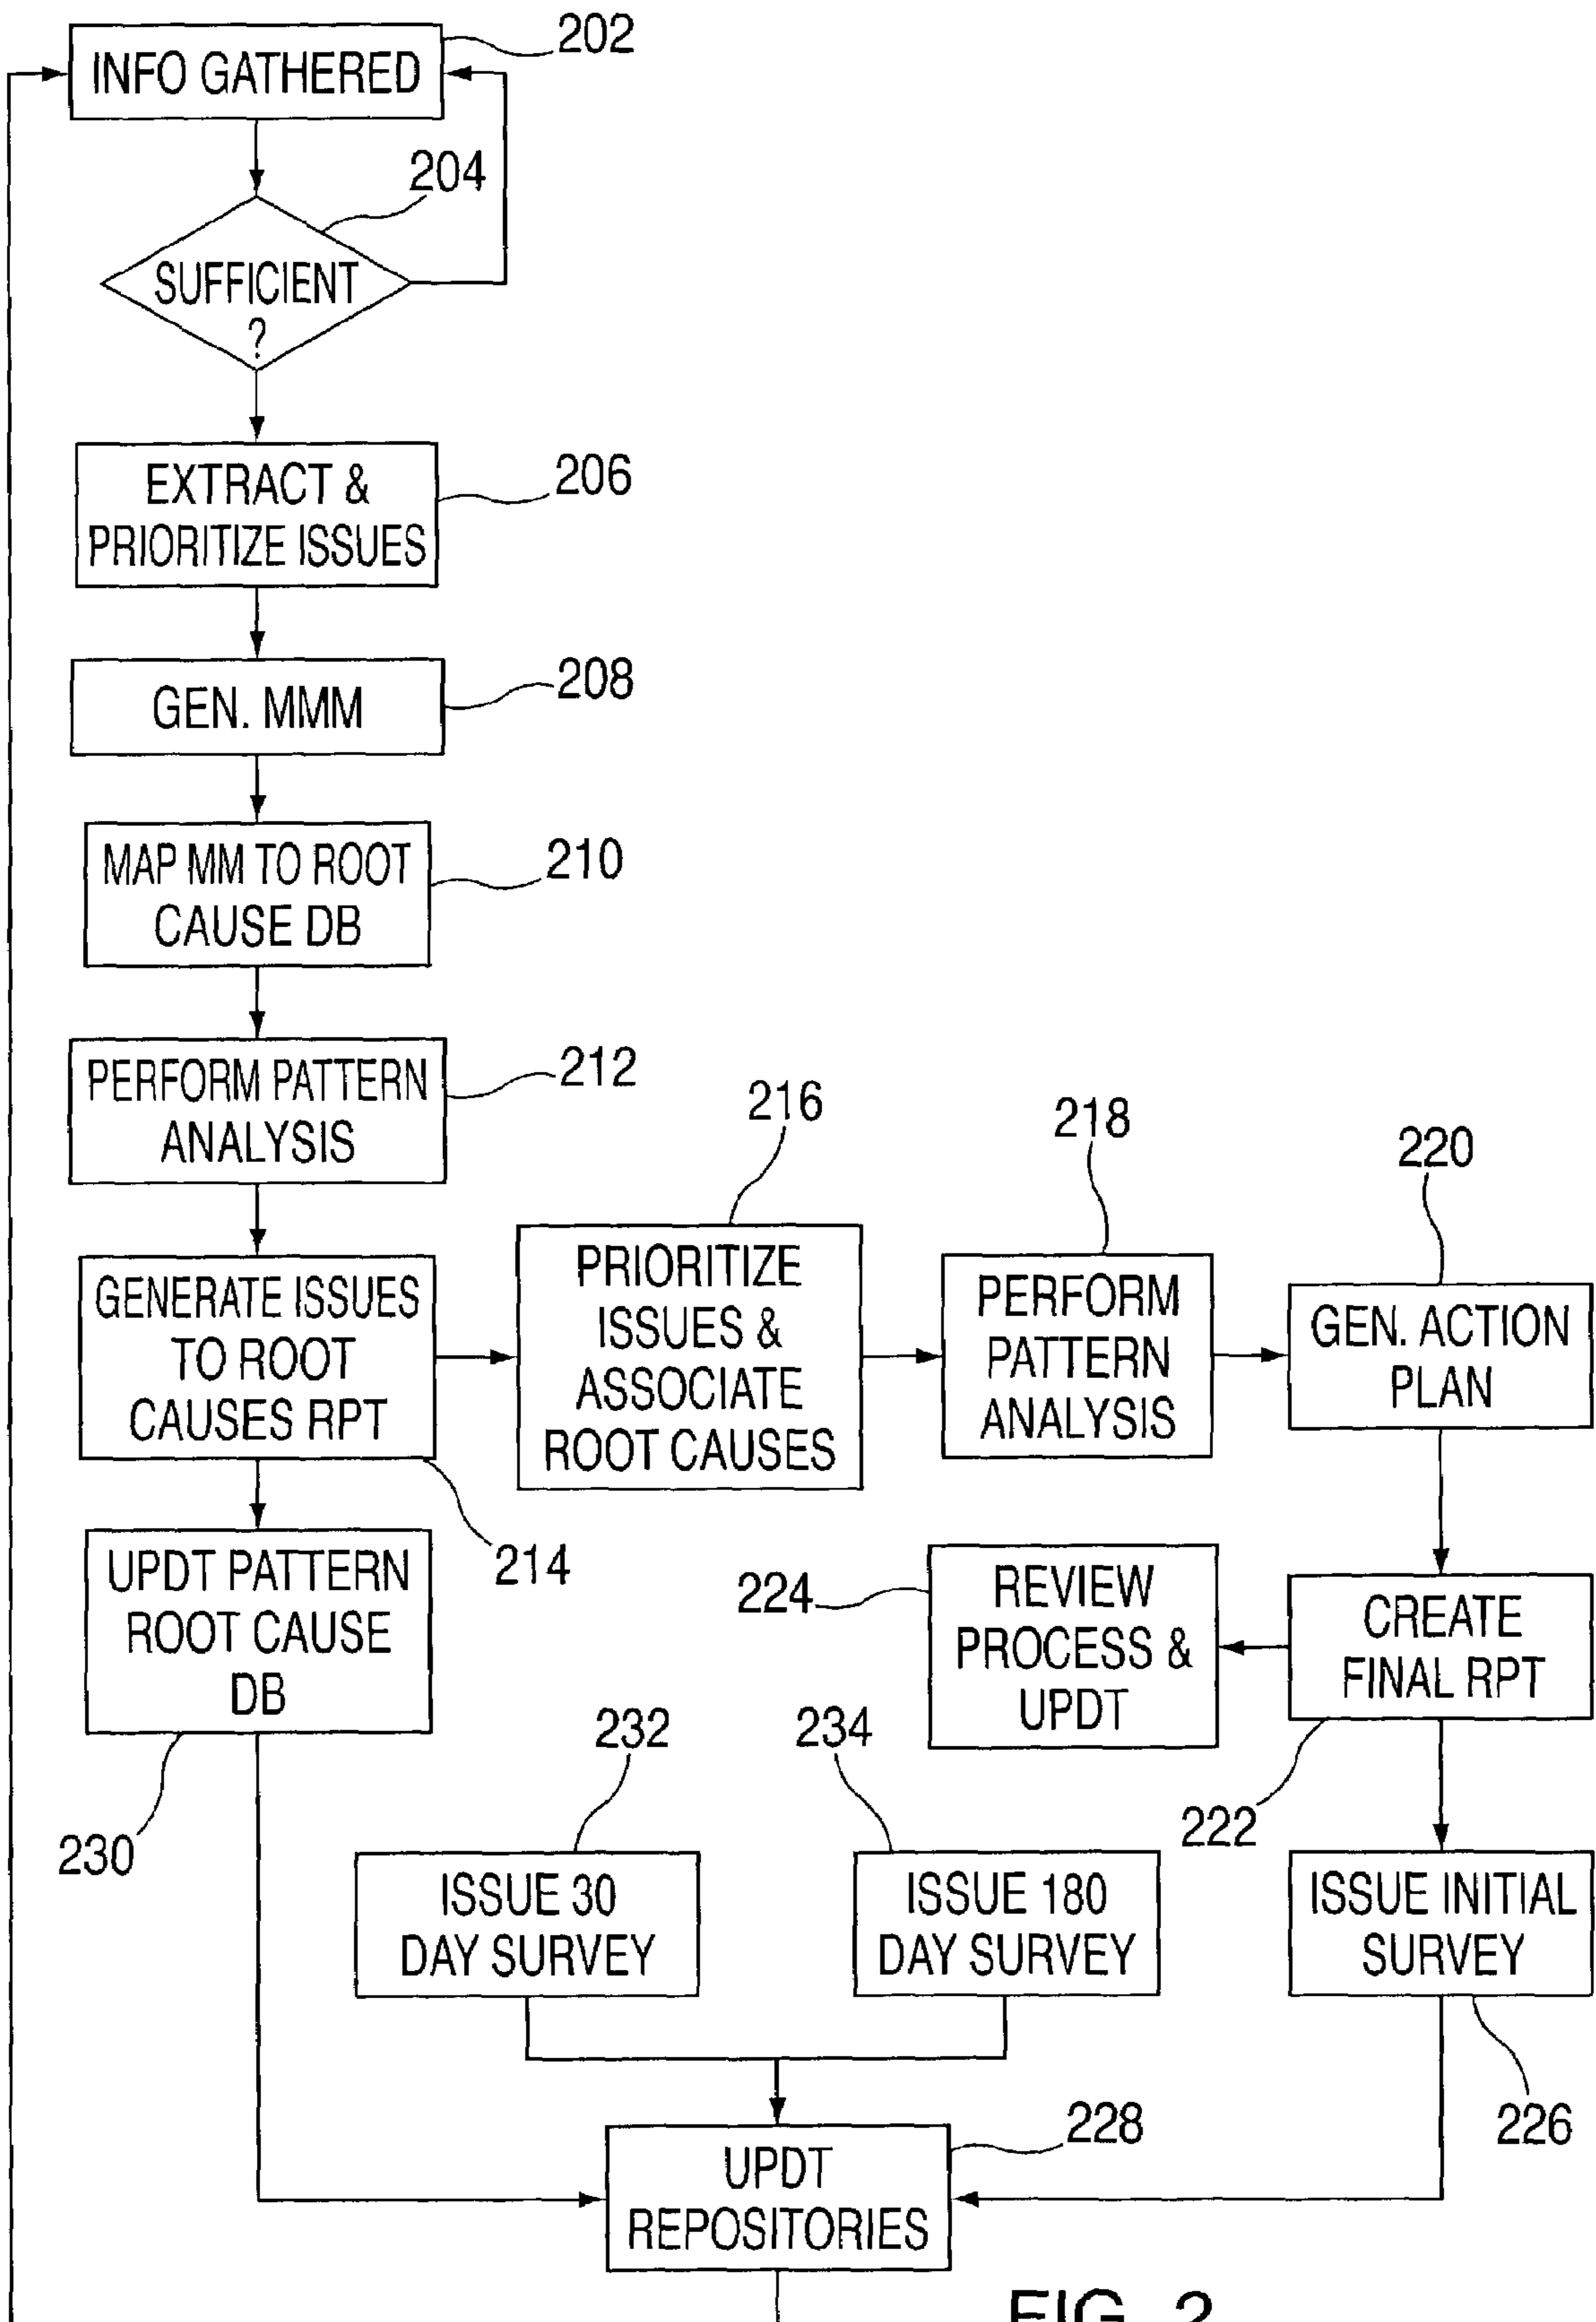 INFO GATHERED
202
204
SUFFICIENT
?
EXTRACT &
PRIORITIZE ISSUES
206
GEN. MMM
208
MAP MM TO ROOT
CAUSE DB
210
PERFORM PATTERN
ANALYSIS
212
GENERATE ISSUES
TO ROOT
CAUSES RPT
214
216
PRIORITIZE
ISSUES &
ASSOCIATE
ROOT CAUSES
218
PERFORM
PATTERN
ANALYSIS
220
GEN. ACTION
PLAN
UPDT PATTERN
ROOT CAUSE
DB
230
224
REVIEW
PROCESS &
UPDT
CREATE
FINAL RPT
222
232
ISSUE 30
DAY SURVEY
234
ISSUE 180
DAY SURVEY
ISSUE INITIAL
SURVEY
226
UPDT
REPOSITORIES
228
FIG. 2